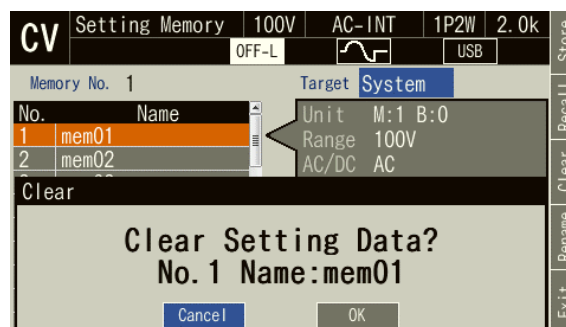 CV Setting Memory 100V AC-INT 1P2W 2.0k
OFF-L USB
Memory No. 1 Target System
No. Name
1 mem01
2 mem02
Unit M:1 B:0
Range 100V
AC/DC AC
Clear
Clear Setting Data?
No.1 Name:mem01
Cancel OK
Store
Recall
Clear
Rename
Exit